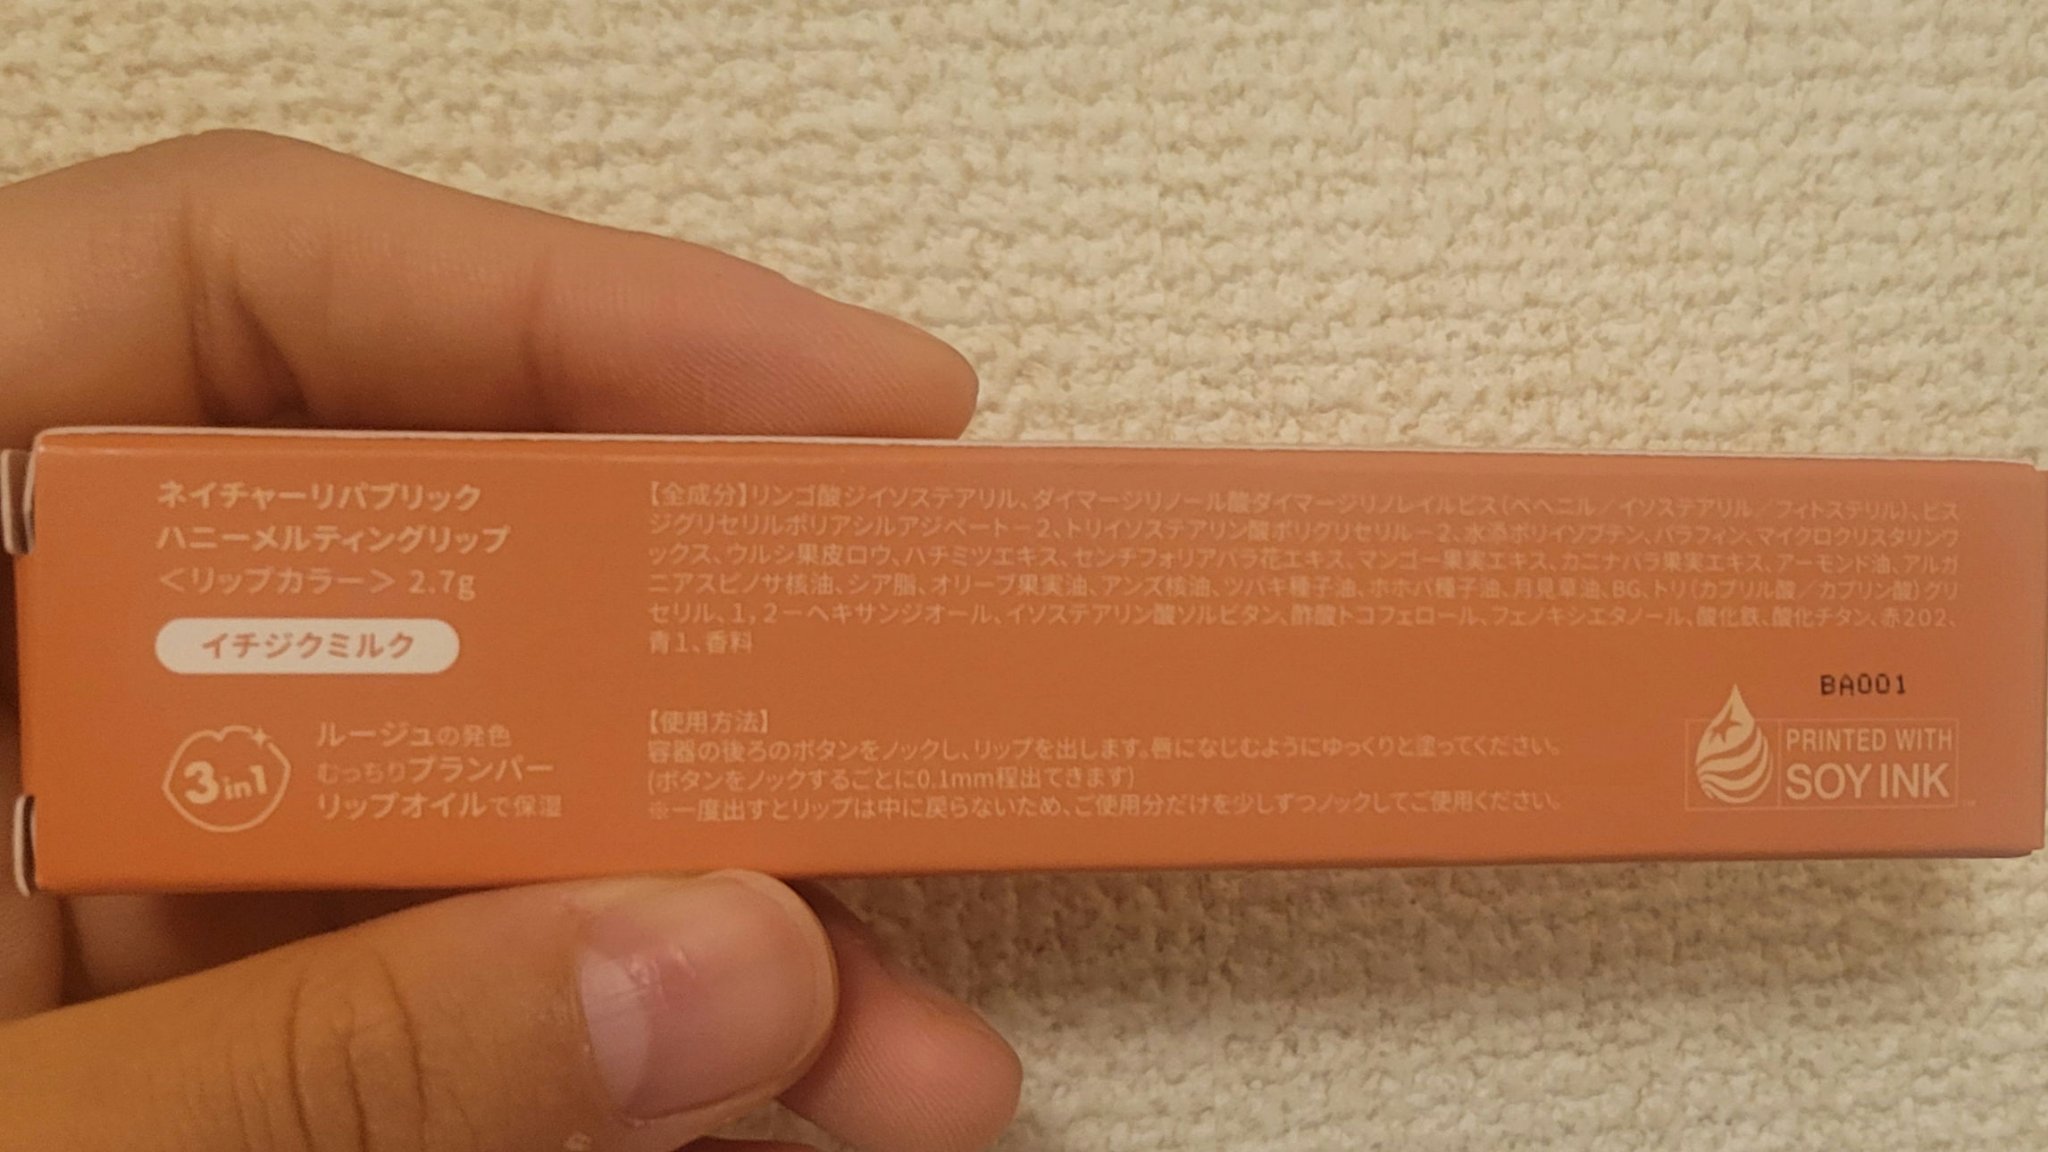 ネイチャーリパブリック
ハニーメルティングリップ
＜リップカラー＞ 2.7g
イチジクミルク
3in1
ルージュの発色
むっちりプランパー
リップオイルで保湿
【全成分】リンゴ酸ジイソステアリル、ダイマージリノール酸ダイマージリノレイルビス(ベヘニル／イソステアリル／フィトステリル)、ビス
ジグリセリルポリアシルアジペート－2、トリイソステアリン酸ポリグリセリル－2、水添ポリイソブテン、パラフィン、マイクロクリスタリンワ
ックス、ウルシ果皮ロウ、ハチミツエキス、センチフォリアバラ花エキス、マンゴー果実エキス、カニナバラ果実エキス、アーモンド油、アルガ
ニアスピノサ核油、シア脂、オリーブ果実油、アンズ核油、ツバキ種子油、ホホバ種子油、月見草油、BG、トリ(カプリル酸／カプリン酸)グリ
セリル、1，2－ヘキサンジオール、イソステアリン酸ソルビタン、酢酸トコフェロール、フェノキシエタノール、酸化鉄、酸化チタン、赤202、
青1、香料
【使用方法】
容器の後ろのボタンをノックし、リップを出します。唇になじむようにゆっくりと塗ってください。
(ボタンをノックするごとに0.1mm程出てきます)
※一度出すとリップは中に戻らないため、ご使用分だけを少しずつノックしてご使用ください。
BA001
PRINTED WITH
SOY INK